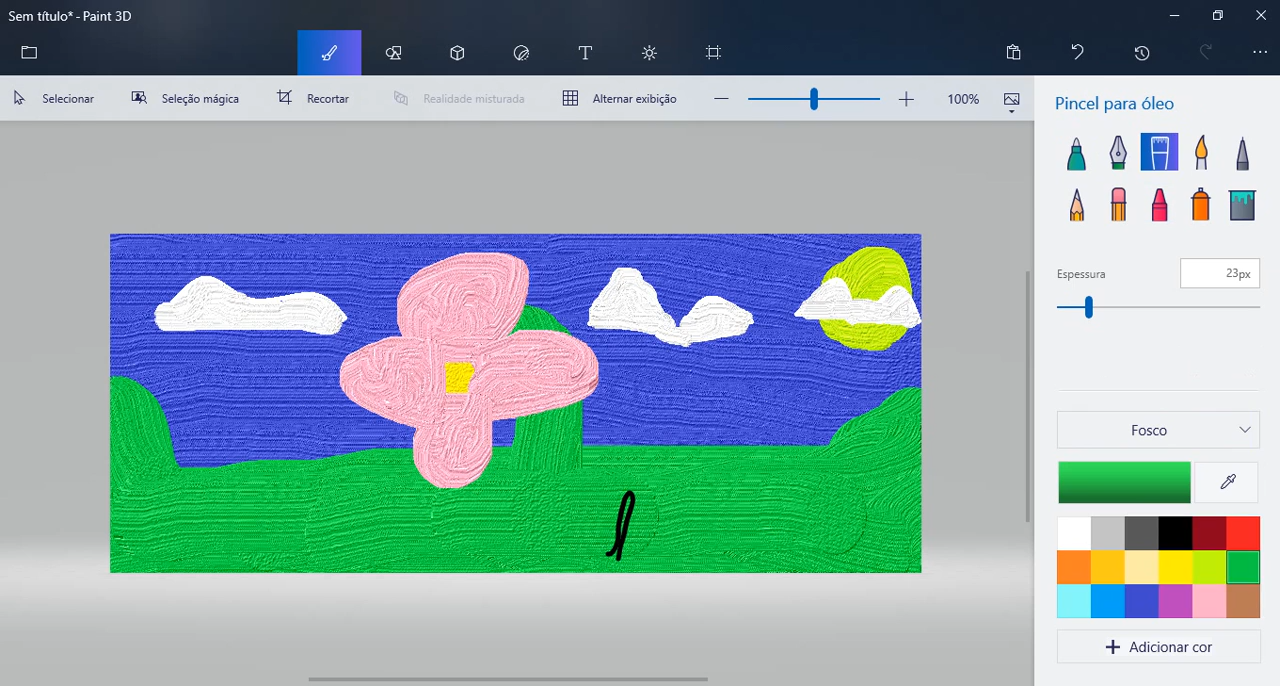 Sem título* - Paint 3D
Selecionar
Seleção mágica
Recortar
Realidade misturada
Alternar exibição
100%
Pincel para óleo
Espessura
23px
Fosco
Adicionar cor